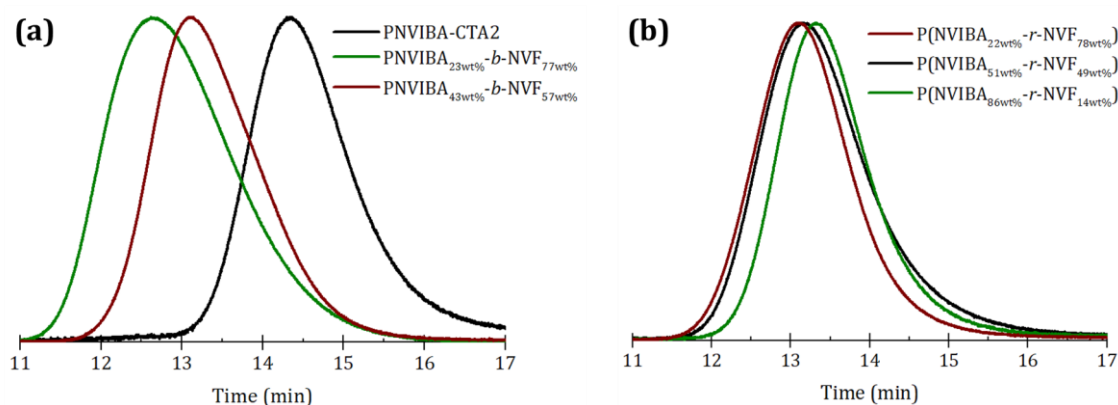 (a)
PNVIBA-CTA2
PNVIBA23wt%-b-NVF77wt%
PNVIBA43wt%-b-NVF57wt%
11 12 13 14 15 16 17
Time (min)
(b)
P(NVIBA22wt%-r-NVF78wt%)
P(NVIBA51wt%-r-NVF49wt%)
P(NVIBA86wt%-r-NVF14wt%)
11 12 13 14 15 16 17
Time (min)